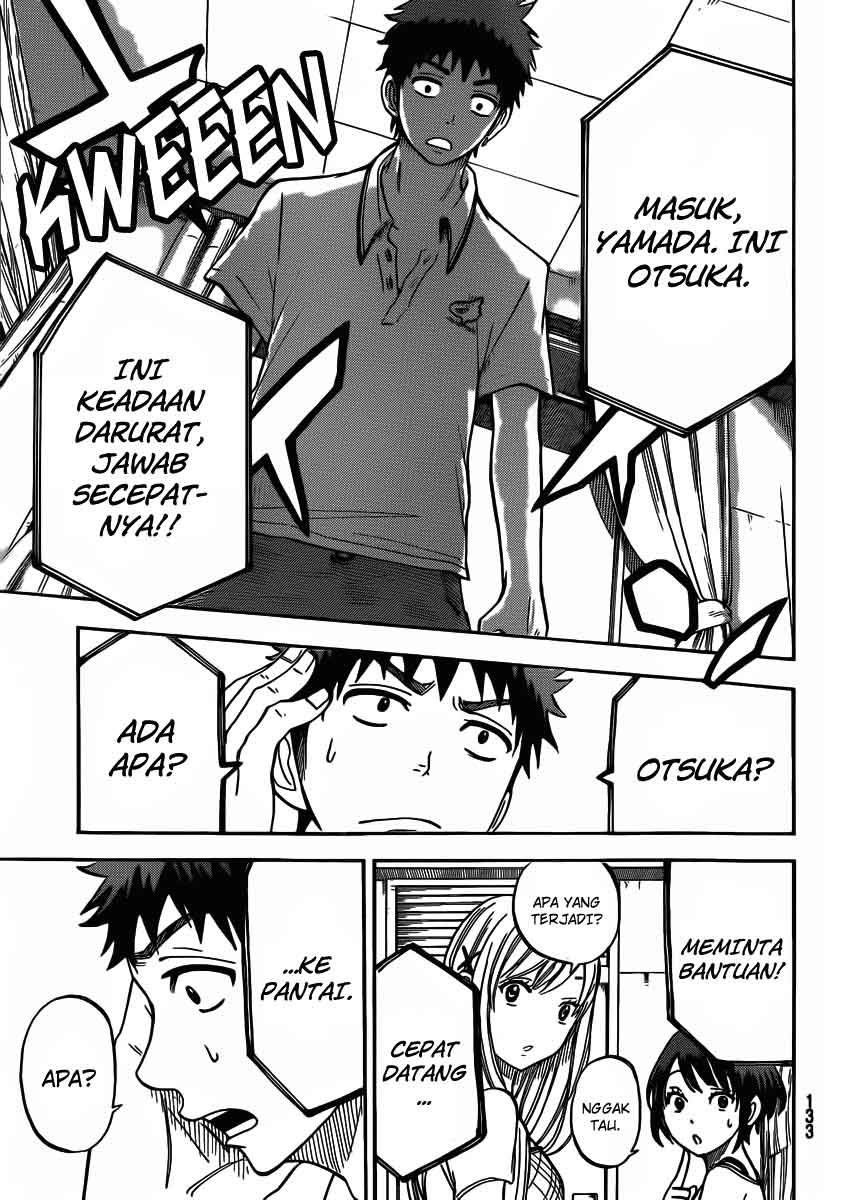 KWEEEN
MASUK,
YAMADA. INI
OTSUKA.
INI
KEADAAN
DARURAT,
JAWAB
SECEPAT-
NYA!!
OTSUKA?
ADA
APA?
MEMINTA
BANTUAN!
APA YANG
TERJADI?
NGGAK
TAU.
CEPAT
DATANG
...
...KE
PANTAI.
APA?
133